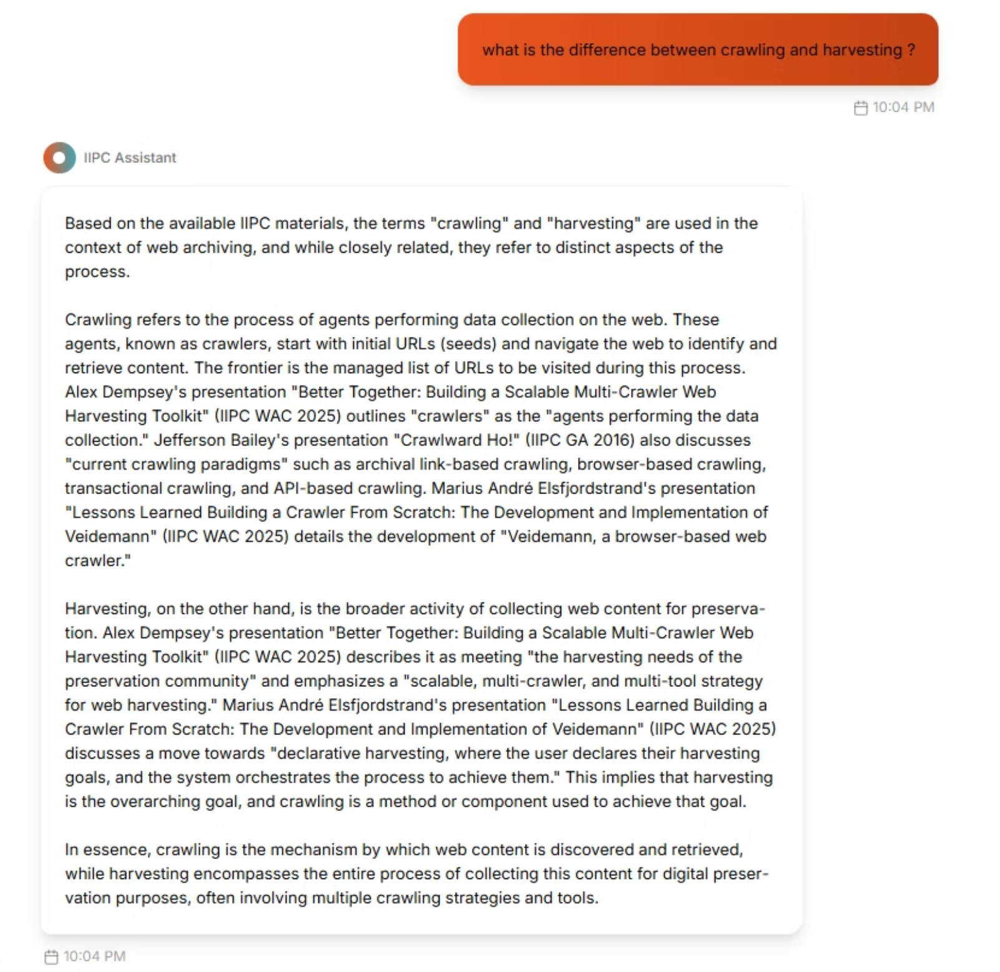 what is the difference between crawling and harvesting ?
10:04 PM
IIPC Assistant
Based on the available IIPC materials, the terms "crawling" and "harvesting" are used in the
context of web archiving, and while closely related, they refer to distinct aspects of the
process.
Crawling refers to the process of agents performing data collection on the web. These
agents, known as crawlers, start with initial URLs (seeds) and navigate the web to identify and
retrieve content. The frontier is the managed list of URLs to be visited during this process.
Alex Dempsey's presentation "Better Together: Building a Scalable Multi-Crawler Web
Harvesting Toolkit" (IIPC WAC 2025) outlines "crawlers" as the "agents performing the data
collection." Jefferson Bailey's presentation "Crawlward Ho!" (IIPC GA 2016) also discusses
"current crawling paradigms" such as archival link-based crawling, browser-based crawling,
transactional crawling, and API-based crawling. Marius André Elsfjordstrand's presentation
"Lessons Learned Building a Crawler From Scratch: The Development and Implementation of
Veidemann" (IIPC WAC 2025) details the development of "Veidemann, a browser-based web
crawler."
Harvesting, on the other hand, is the broader activity of collecting web content for preserva-
tion. Alex Dempsey's presentation "Better Together: Building a Scalable Multi-Crawler Web
Harvesting Toolkit" (IIPC WAC 2025) describes it as meeting "the harvesting needs of the
preservation community" and emphasizes a "scalable, multi-crawler, and multi-tool strategy
for web harvesting." Marius André Elsfjordstrand's presentation "Lessons Learned Building a
Crawler From Scratch: The Development and Implementation of Veidemann" (IIPC WAC 2025)
discusses a move towards "declarative harvesting, where the user declares their harvesting
goals, and the system orchestrates the process to achieve them." This implies that harvesting
is the overarching goal, and crawling is a method or component used to achieve that goal.
In essence, crawling is the mechanism by which web content is discovered and retrieved,
while harvesting encompasses the entire process of collecting this content for digital preser-
vation purposes, often involving multiple crawling strategies and tools.
10:04 PM